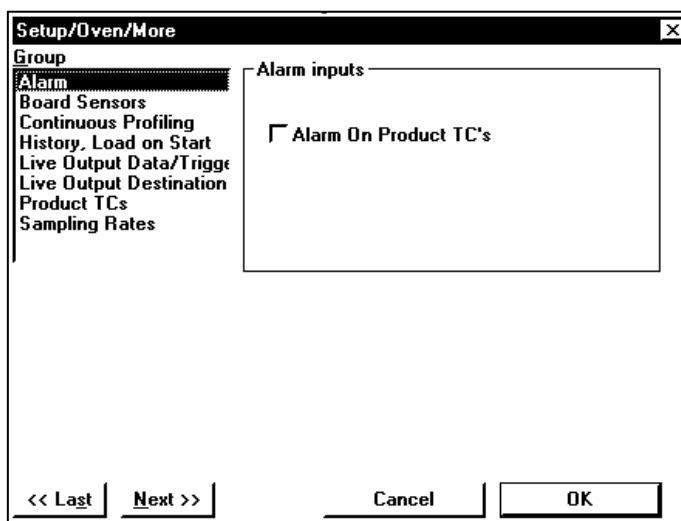 Setup/Oven/More
Group
Alarm
Board Sensors
Continuous Profiling
History, Load on Start
Live Output Data/Trigge
Live Output Destination
Product TCs
Sampling Rates
Alarm inputs
Alarm On Product TC's
<< Last
Next >>
Cancel
OK